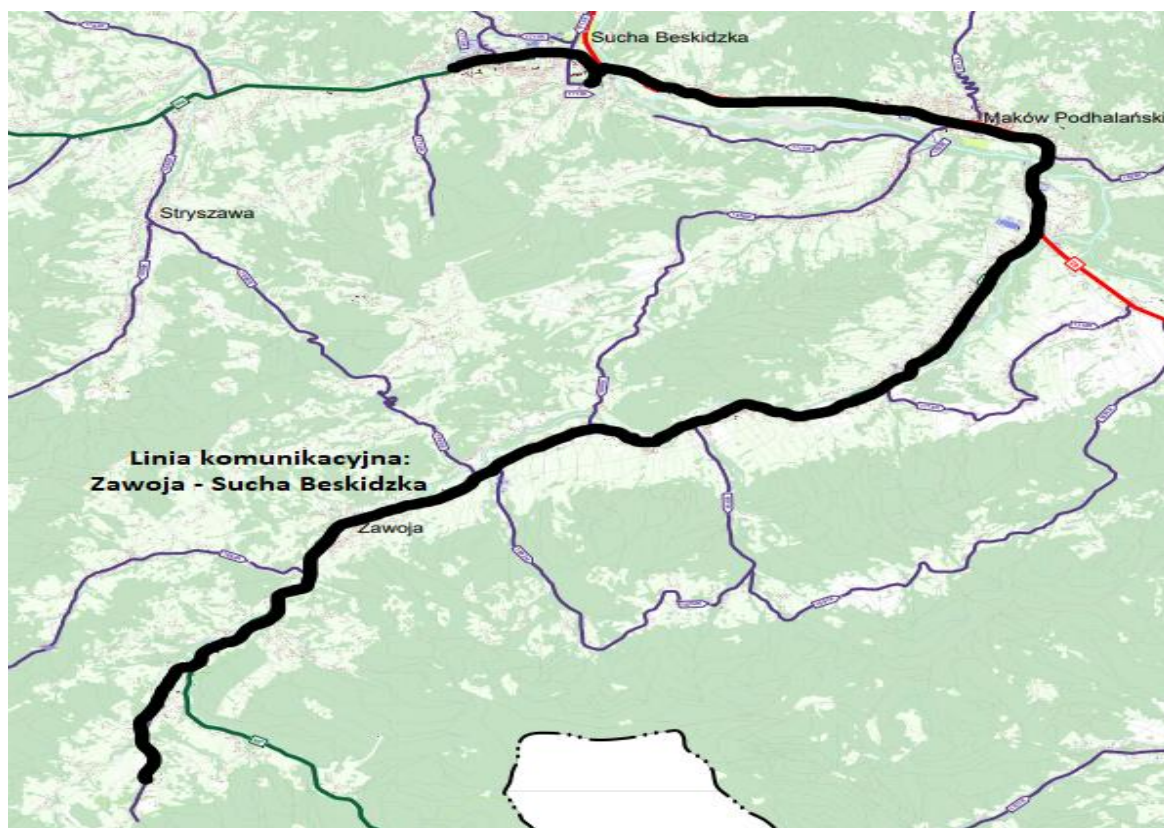 Sucha Beskidzka
Maków Podhalański
Stryszawa
Linia komunikacyjna:
Zawoja - Sucha Beskidzka
Zawoja